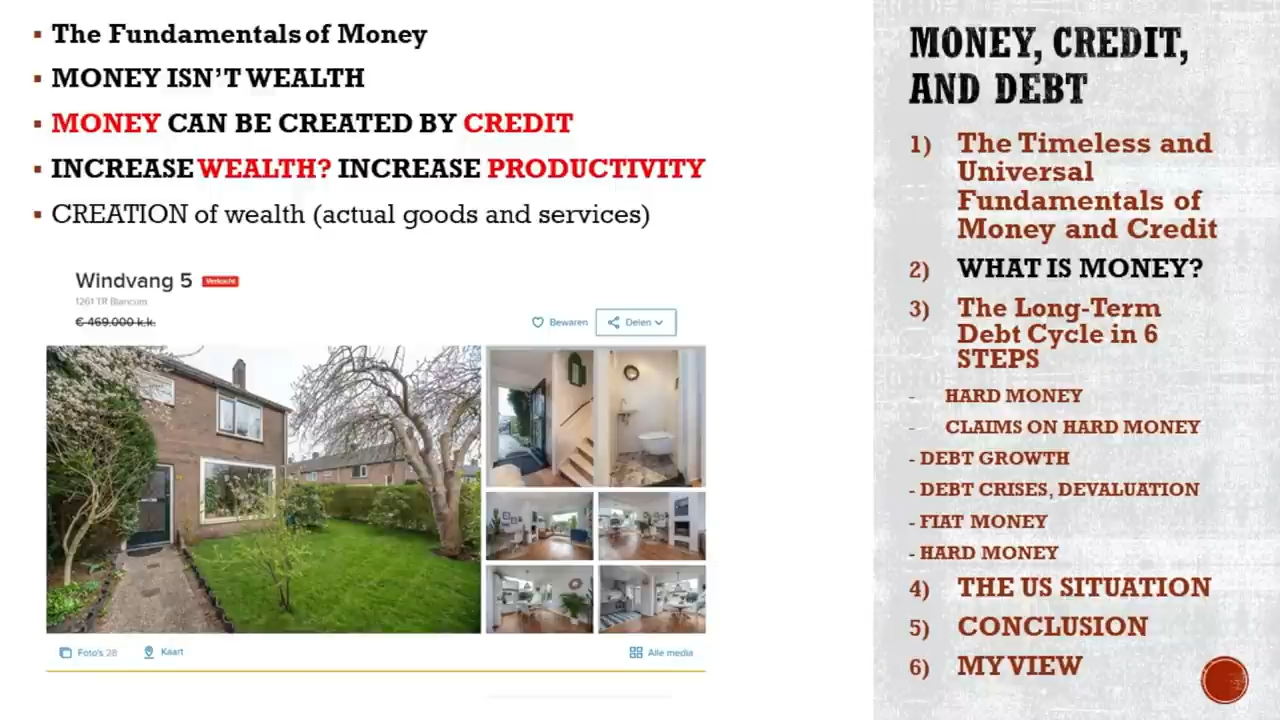 The Fundamentals of Money
MONEY ISN'T WEALTH
MONEY CAN BE CREATED BY CREDIT
INCREASE WEALTH? INCREASE PRODUCTIVITY
CREATION of wealth (actual goods and services)
Windvang 5 Verkocht
1261 TR Blaricum
€ 469.000 k.k.
Bewaren
Delen
Foto's 28
Kaart
Alle media
MONEY, CREDIT,
AND DEBT
1) The Timeless and
Universal
Fundamentals of
Money and Credit
2) WHAT IS MONEY?
3) The Long-Term
Debt Cycle in 6
STEPS
- HARD MONEY
- CLAIMS ON HARD MONEY
- DEBT GROWTH
- DEBT CRISES, DEVALUATION
- FIAT MONEY
- HARD MONEY
4) THE US SITUATION
5) CONCLUSION
6) MY VIEW